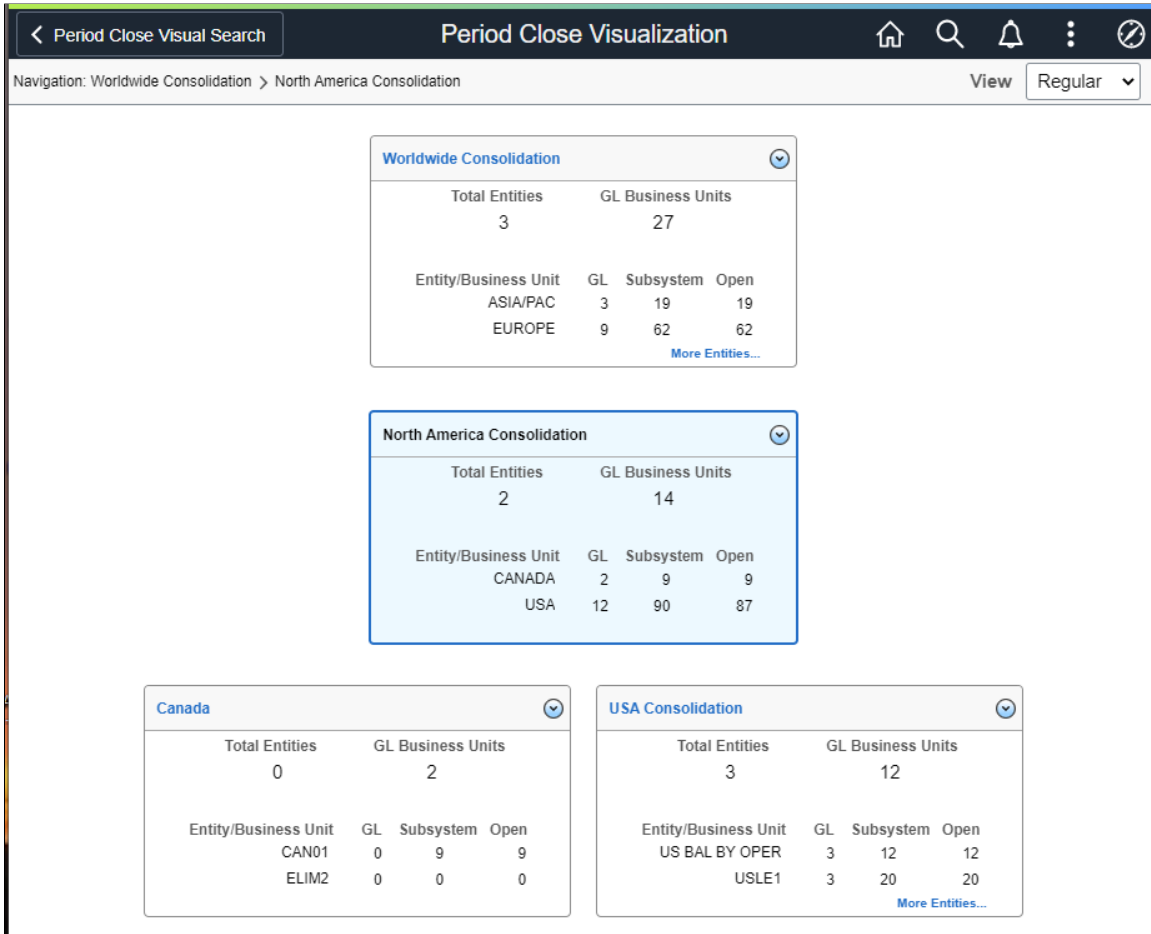 Period Close Visual Search
Period Close Visualization
Navigation: Worldwide Consolidation > North America Consolidation
View Regular
Worldwide Consolidation
Total Entities GL Business Units
3 27
Entity/Business Unit GL Subsystem Open
ASIA/PAC 3 19 19
EUROPE 9 62 62
More Entities...
North America Consolidation
Total Entities GL Business Units
2 14
Entity/Business Unit GL Subsystem Open
CANADA 2 9 9
USA 12 90 87
Canada
Total Entities GL Business Units
0 2
Entity/Business Unit GL Subsystem Open
CAN01 0 9 9
ELIM2 0 0 0
USA Consolidation
Total Entities GL Business Units
3 12
Entity/Business Unit GL Subsystem Open
US BAL BY OPER 3 12 12
USLE1 3 20 20
More Entities...